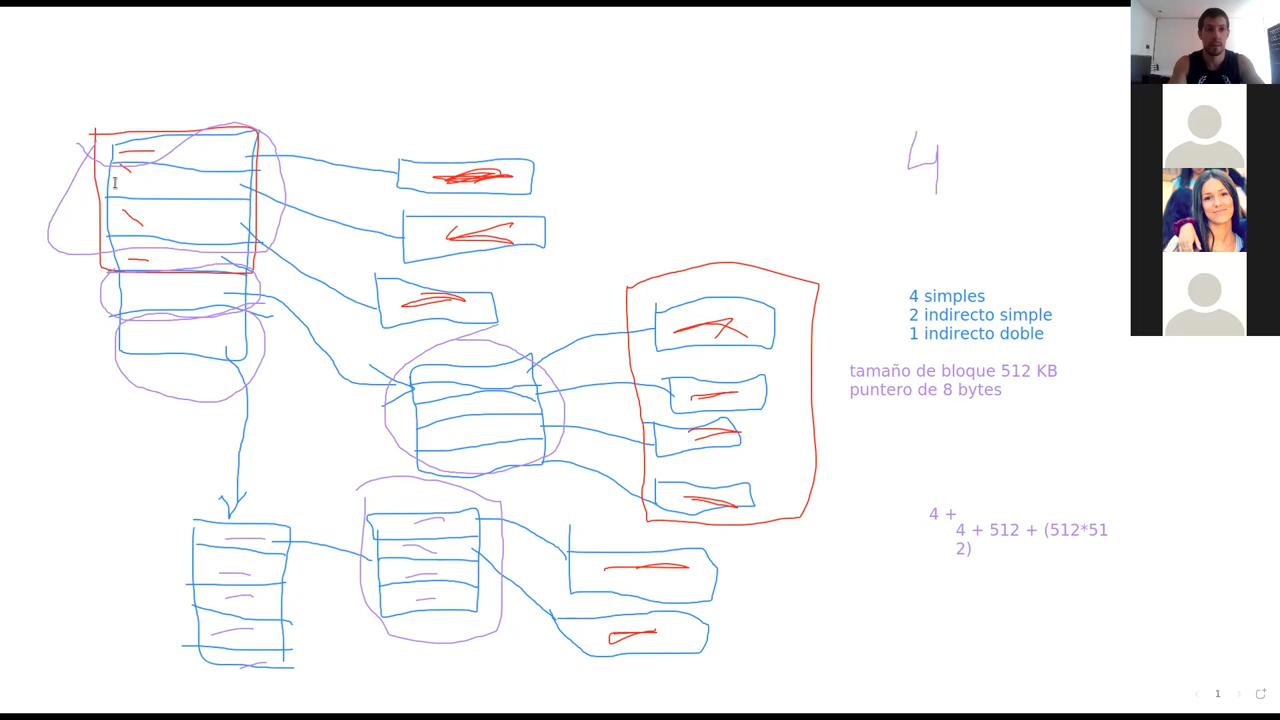 4
4 simples
2 indirecto simple
1 indirecto doble
tamaño de bloque 512 KB
puntero de 8 bytes
4 +
4 + 512 + (512*51
2)
1